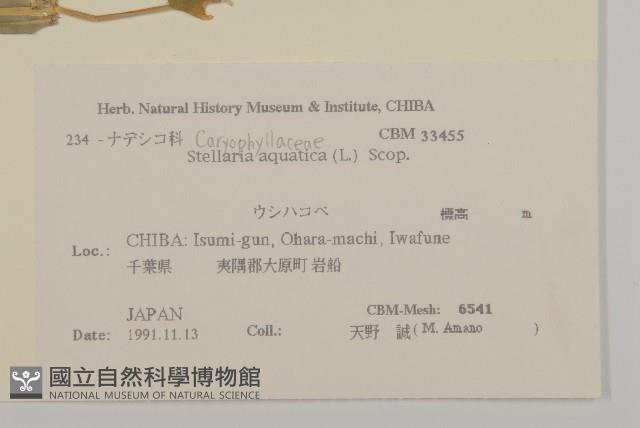 Herb. Natural History Museum & Institute, CHIBA
234 - ナデシコ科 Caryophyllaceae CBM 33455
Stellaria aquatica (L.) Scop.
ウシハコベ 標高 m
Loc.: CHIBA: Isumi-gun, Ohara-machi, Iwafune
千葉県 夷隅郡大原町岩船
JAPAN CBM-Mesh: 6541
Date: 1991.11.13 Coll.: 天野 誠 ( M. Amano )
國立自然科學博物館
NATIONAL MUSEUM OF NATURAL SCIENCE